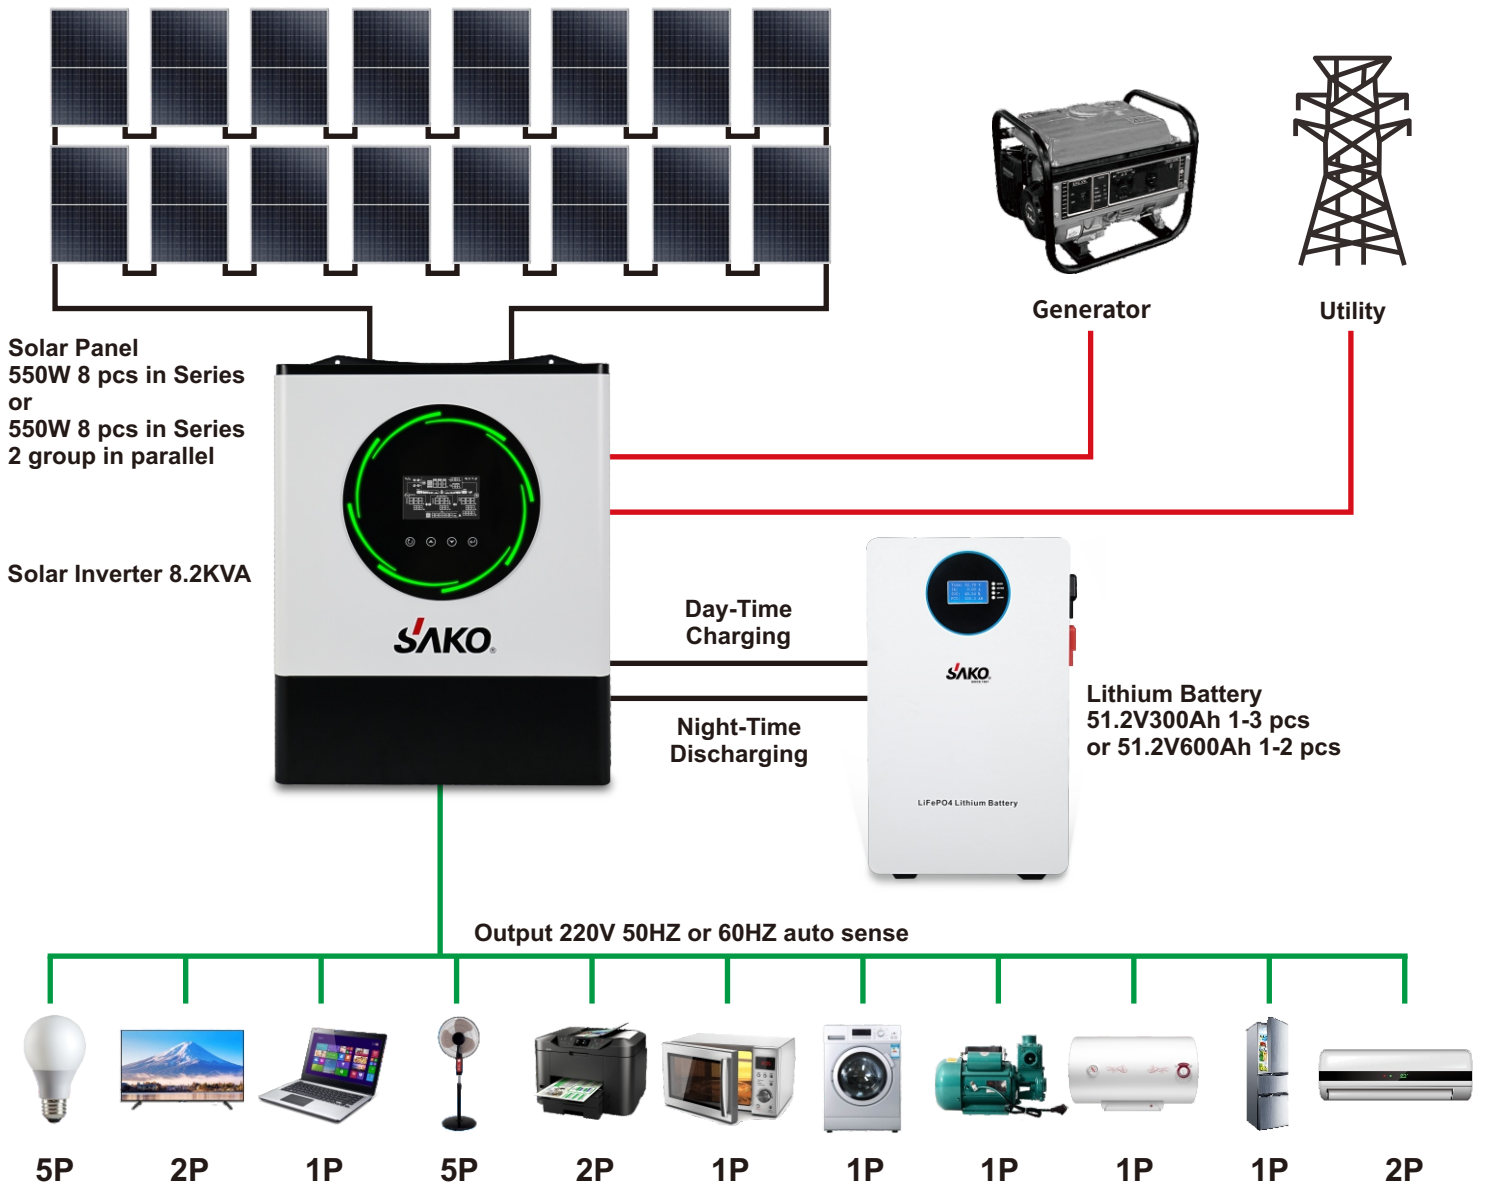 Generator
Utility
Solar Panel
550W 8 pcs in Series
or
550W 8 pcs in Series
2 group in parallel
Solar Inverter 8.2KVA
SAKO®
Day-Time
Charging
Night-Time
Discharging
SAKO
Lithium Battery
51.2V300Ah 1-3 pcs
or 51.2V600Ah 1-2 pcs
LiFePO4 Lithium Battery
Output 220V 50HZ or 60HZ auto sense
5P
2P
1P
5P
2P
1P
1P
1P
1P
1P
2P